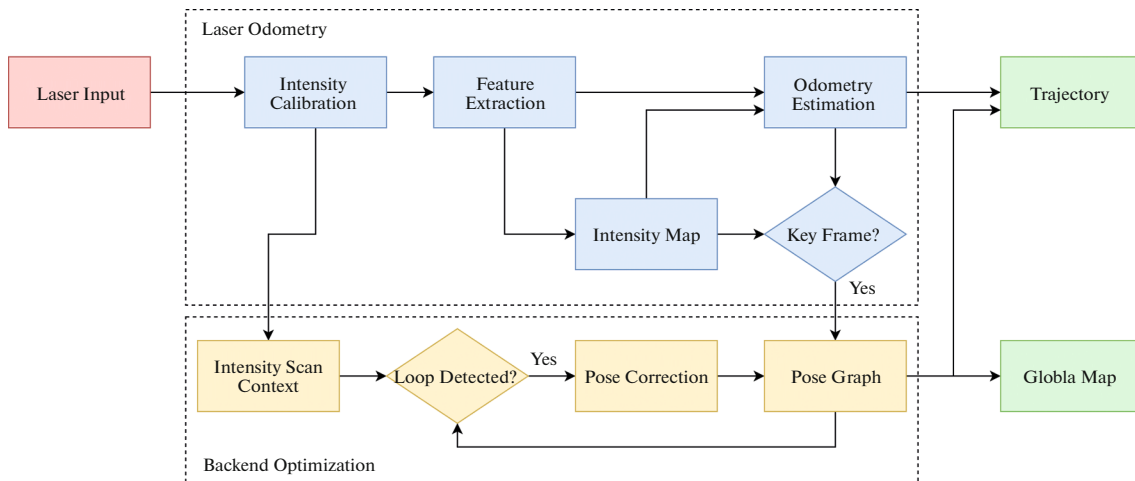 Laser Odometry
Laser Input
Intensity
Calibration
Feature
Extraction
Odometry
Estimation
Trajectory
Intensity Map
Key Frame?
Yes
Intensity Scan
Context
Loop Detected?
Yes
Pose Correction
Pose Graph
Globla Map
Backend Optimization